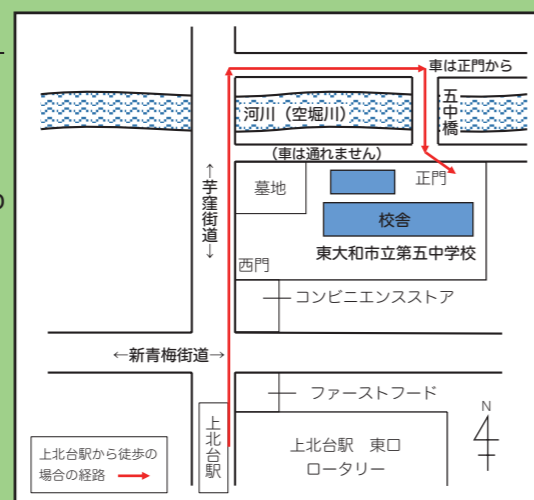 車は正門から
五中橋
河川（空堀川）
（車は通れません）
正門
墓地
校舎
←芋窪街道→
東大和市立第五中学校
西門
コンビニエンスストア
←新青梅街道→
ファーストフード
上北台駅
上北台駅 東口
ロータリー
N
上北台駅から徒歩の
場合の経路